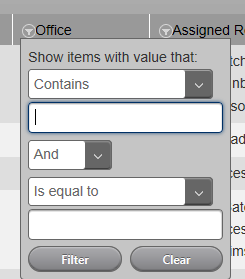 Office
Assigned R
Show items with value that:
Contains
And
Is equal to
Filter
Clear